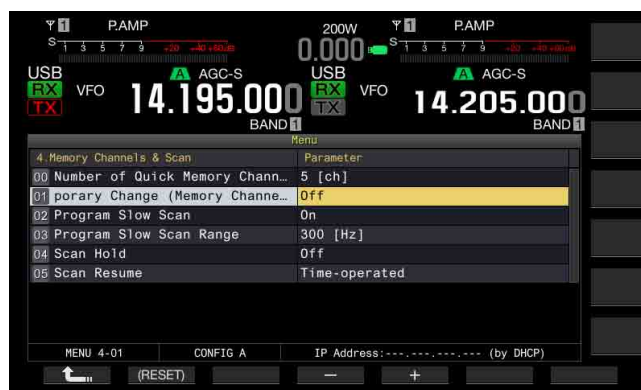 1 P.AMP 200W 1 P.AMP
S 1 3 5 7 9 +20 +40 +60dB 0.000 S 1 3 5 7 9 +20 +40 +60dB
USB A AGC-S USB A AGC-S
RX VFO 14.195.000 RX VFO 14.205.000
TX BAND 1 TX BAND 1
Menu
4.Memory Channels & Scan Parameter
00 Number of Quick Memory Chann… 5 [ch]
01 porary Change (Memory Channe… Off
02 Program Slow Scan On
03 Program Slow Scan Range 300 [Hz]
04 Scan Hold Off
05 Scan Resume Time-operated
MENU 4-01 CONFIG A IP Address:---.---.---.--- (by DHCP)
(RESET) − +